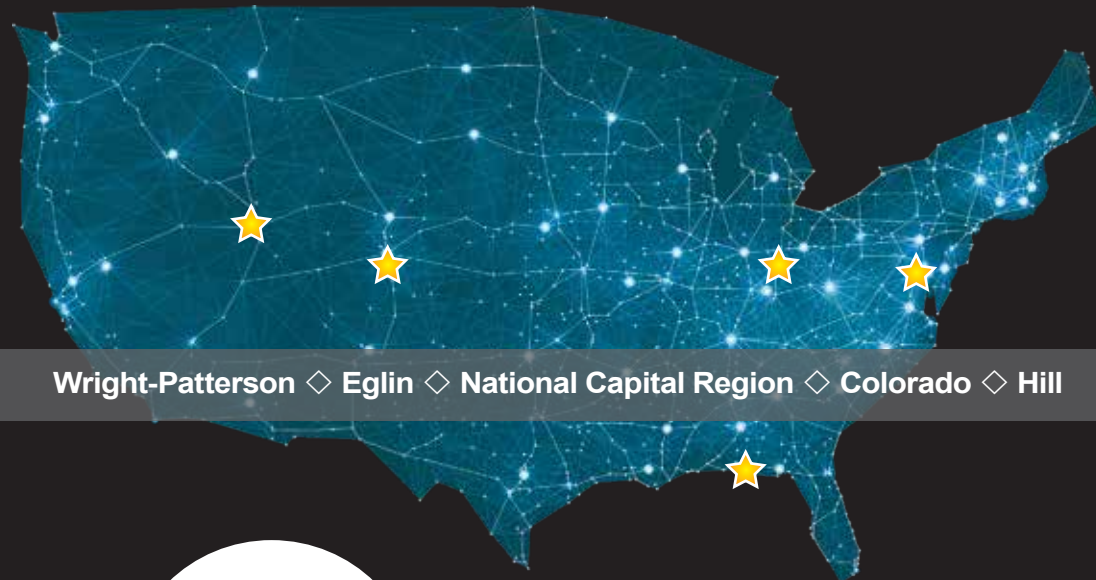 Wright-Patterson ◇ Eglin ◇ National Capital Region ◇ Colorado ◇ Hill